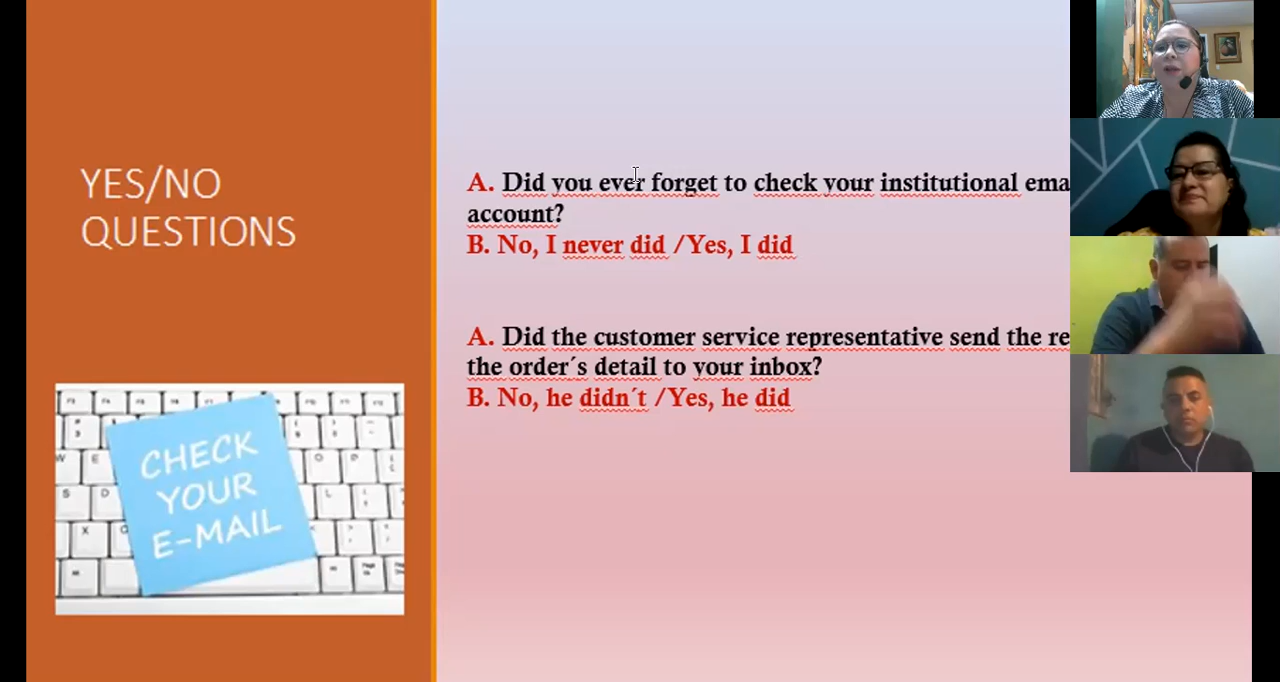 YES/NO
QUESTIONS
A. Did you ever forget to check your institutional
account?
B. No, I never did /Yes, I did
A. Did the customer service representative send the
the order´s detail to your inbox?
B. No, he didn´t /Yes, he did
CHECK
YOUR
E-MAIL